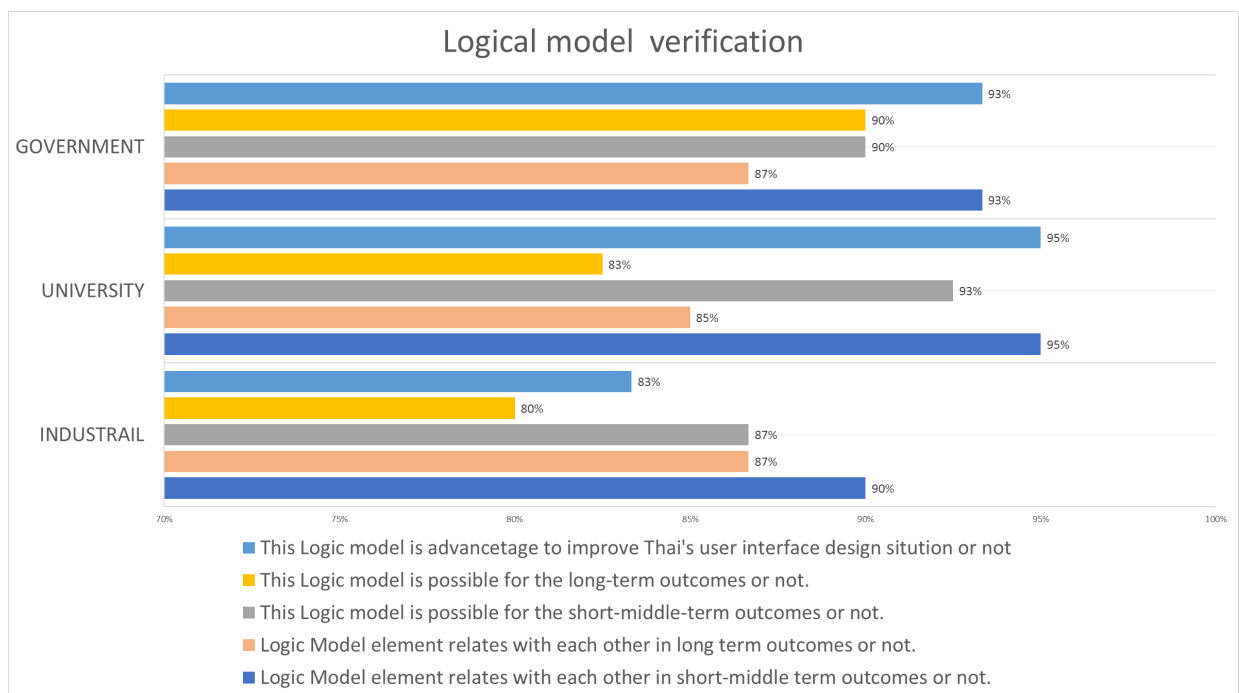 Logical model  verification
GOVERNMENT
93%
90%
90%
87%
93%
UNIVERSITY
95%
83%
93%
85%
95%
INDUSTRAIL
83%
80%
87%
87%
90%
70% 75% 80% 85% 90% 95% 100%
This Logic model is advancetage to improve Thai's user interface design sitution or not
This Logic model is possible for the long-term outcomes or not.
This Logic model is possible for the short-middle-term outcomes or not.
Logic Model element relates with each other in long term outcomes or not.
Logic Model element relates with each other in short-middle term outcomes or not.